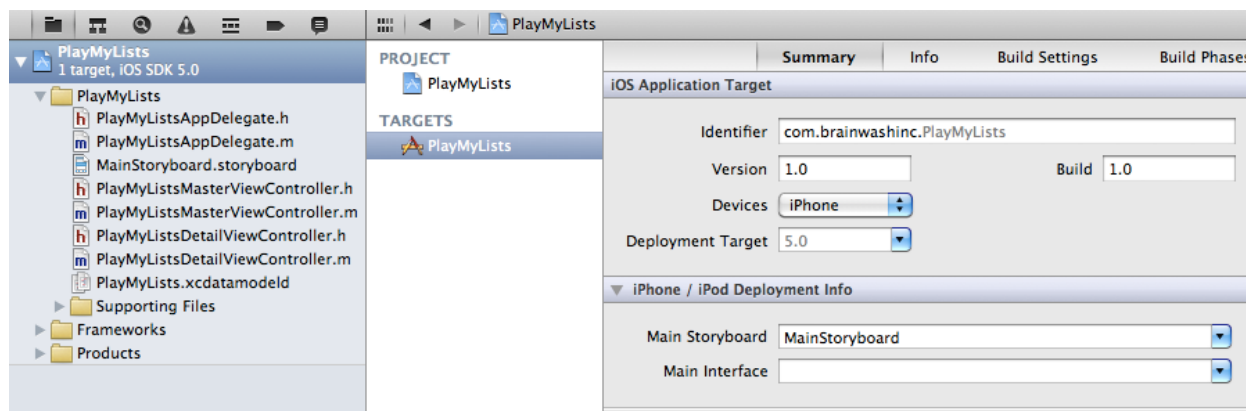 PlayMyLists
PlayMyLists
1 target, iOS SDK 5.0
PlayMyLists
PlayMyListsAppDelegate.h
PlayMyListsAppDelegate.m
MainStoryboard.storyboard
PlayMyListsMasterViewController.h
PlayMyListsMasterViewController.m
PlayMyListsDetailViewController.h
PlayMyListsDetailViewController.m
PlayMyLists.xcdatamodeld
Supporting Files
Frameworks
Products
PROJECT
PlayMyLists
TARGETS
PlayMyLists
Summary Info Build Settings Build Phases
iOS Application Target
Identifier com.brainwashinc.PlayMyLists
Version 1.0 Build 1.0
Devices iPhone
Deployment Target 5.0
iPhone / iPod Deployment Info
Main Storyboard MainStoryboard
Main Interface